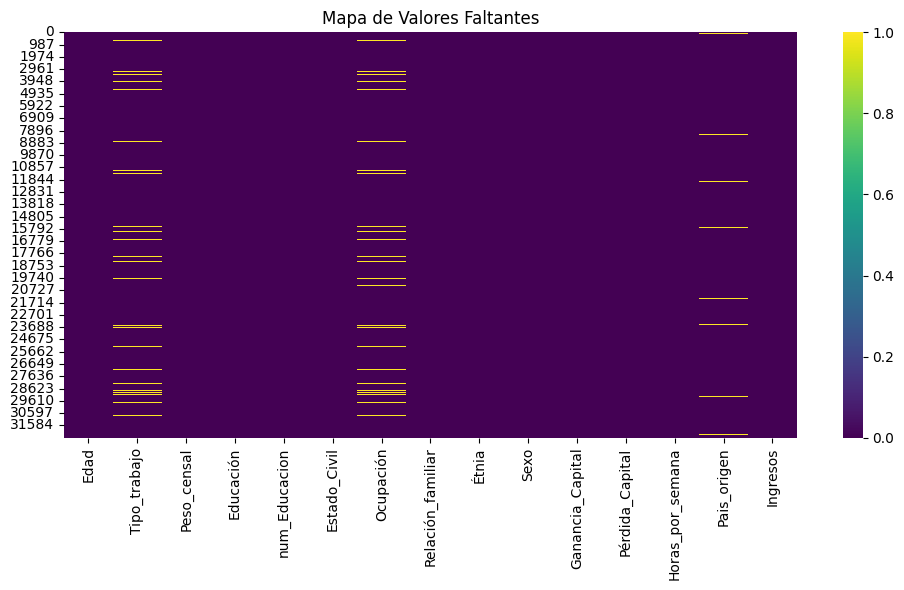 Mapa de Valores Faltantes
0
987
1974
2961
3948
4935
5922
6909
7896
8883
9870
10857
11844
12831
13818
14805
15792
16779
17766
18753
19740
20727
21714
22701
23688
24675
25662
26649
27636
28623
29610
30597
31584
1.0
0.8
0.6
0.4
0.2
0.0
Edad
Tipo_trabajo
Peso_censal
Educación
num_Educacion
Estado_Civil
Ocupación
Relación_familiar
Étnia
Sexo
Ganancia_Capital
Pérdida_Capital
Horas_por_semana
Pais_origen
Ingresos